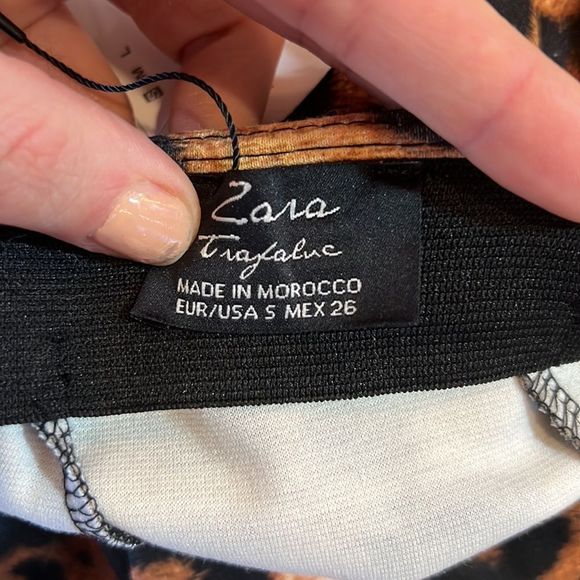 Zara
Trafaluc
MADE IN MOROCCO
EUR/USA S MEX 26
M L